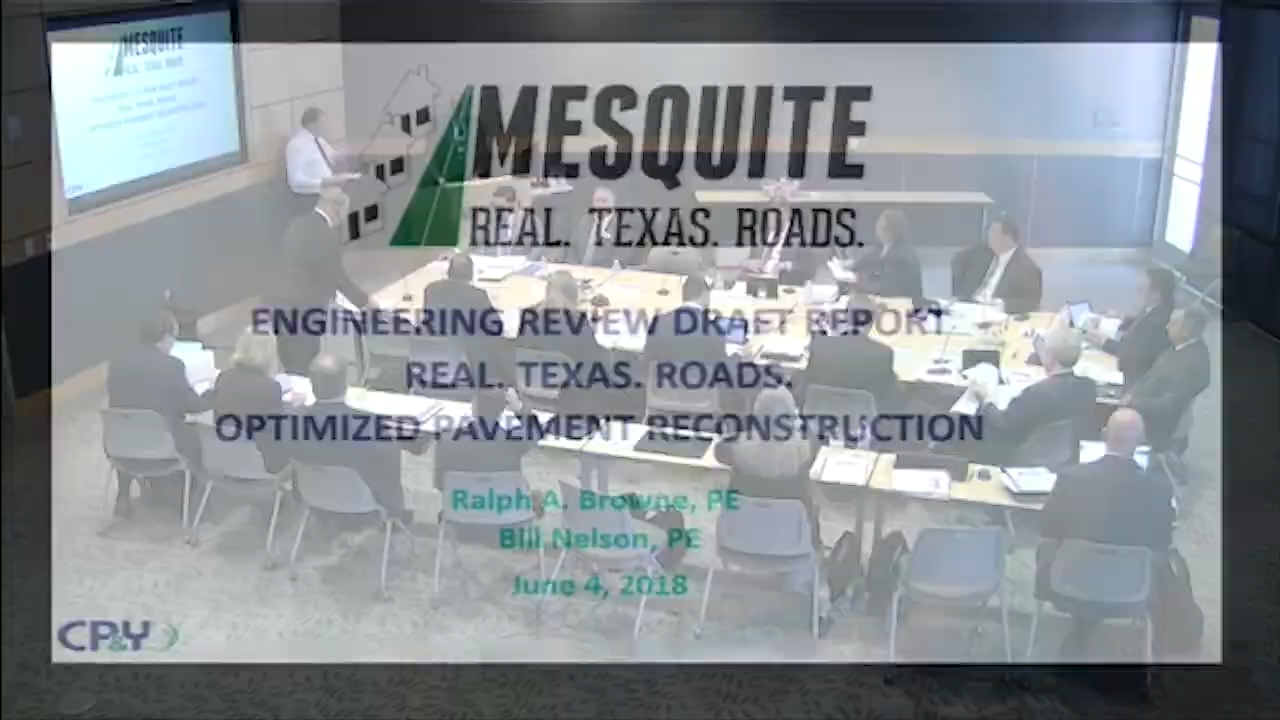 MESQUITE
REAL. TEXAS. ROADS.
ENGINEERING REVIEW DRAFT REPORT
REAL. TEXAS. ROADS.
OPTIMIZED PAVEMENT RECONSTRUCTION
Ralph A. Browne, PE
Bill Nelson, PE
June 4, 2018
CP&Y
MESQUITE